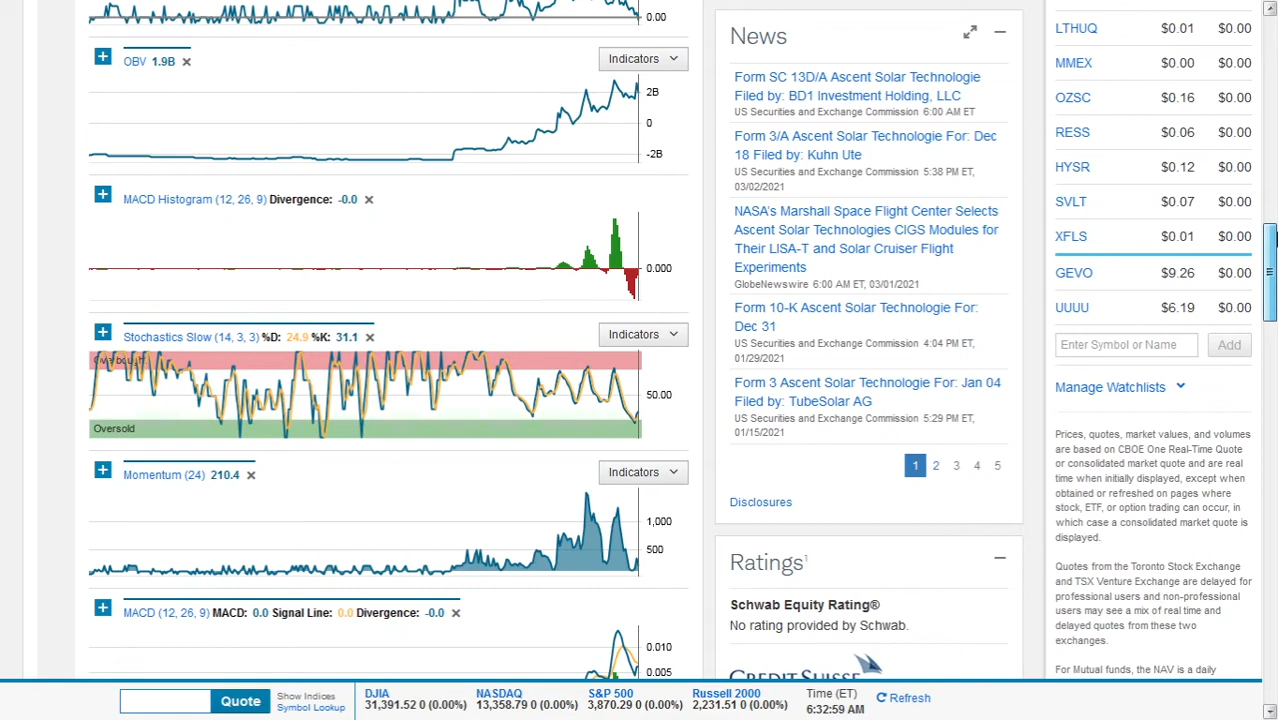 0.00
OBV 1.9B ×
Indicators
2B
0
-2B
MACD Histogram (12, 26, 9) Divergence: -0.0 ×
0.000
Stochastics Slow (14, 3, 3) %D: 24.9 %K: 31.1 ×
Indicators
Overbought
50.00
Oversold
Momentum (24) 210.4 ×
Indicators
1,000
500
MACD (12, 26, 9) MACD: 0.0 Signal Line: 0.0 Divergence: -0.0 ×
0.010
0.005
News
Form SC 13D/A Ascent Solar Technologie
Filed by: BD1 Investment Holding, LLC
US Securities and Exchange Commission 6:00 AM ET
Form 3/A Ascent Solar Technologie For: Dec
18 Filed by: Kuhn Ute
US Securities and Exchange Commission 5:38 PM ET,
03/02/2021
NASA's Marshall Space Flight Center Selects
Ascent Solar Technologies CIGS Modules for
Their LISA-T and Solar Cruiser Flight
Experiments
GlobeNewswire 6:00 AM ET, 03/01/2021
Form 10-K Ascent Solar Technologie For:
Dec 31
US Securities and Exchange Commission 4:04 PM ET,
01/29/2021
Form 3 Ascent Solar Technologie For: Jan 04
Filed by: TubeSolar AG
US Securities and Exchange Commission 5:29 PM ET,
01/15/2021
1 2 3 4 5
Disclosures
Ratings1
Schwab Equity Rating®
No rating provided by Schwab.
CREDIT SUISSE
LTHUQ $0.01 $0.00
MMEX $0.00 $0.00
OZSC $0.16 $0.00
RESS $0.06 $0.00
HYSR $0.12 $0.00
SVLT $0.07 $0.00
XFLS $0.01 $0.00
GEVO $9.26 $0.00
UUUU $6.19 $0.00
Enter Symbol or Name Add
Manage Watchlists
Prices, quotes, market values, and volumes
are based on CBOE One Real-Time Quote
or consolidated market quote and are real
time when initially displayed, except when
obtained or refreshed on pages where
stock, ETF, or option trading can occur, in
which case a consolidated market quote is
displayed.
Quotes from the Toronto Stock Exchange
and TSX Venture Exchange are delayed for
professional users and non-professional
users may see a mix of real time and
delayed quotes from these two
exchanges.
For Mutual funds, the NAV is a daily
Quote
Show Indices
Symbol Lookup
DJIA
31,391.52 0 (0.00%)
NASDAQ
13,358.79 0 (0.00%)
S&P 500
3,870.29 0 (0.00%)
Russell 2000
2,231.51 0 (0.00%)
Time (ET)
6:32:59 AM
Refresh